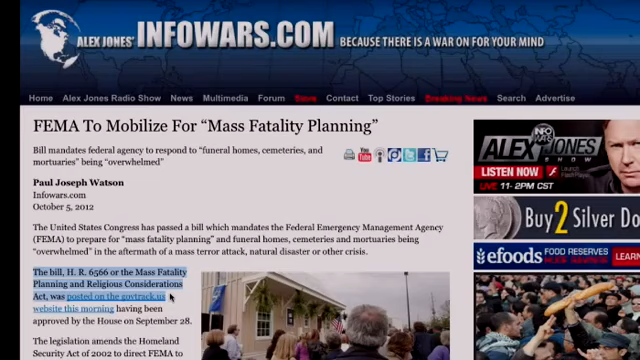 ALEX JONES' INFOWARS.COM BECAUSE THERE IS A WAR ON FOR YOUR MIND
Home Alex Jones Radio Show News Multimedia Forum Store Contact Top Stories Breaking News Search Advertise
FEMA To Mobilize For “Mass Fatality Planning”
Bill mandates federal agency to respond to “funeral homes, cemeteries, and
mortuaries” being “overwhelmed”
You
Tube
Paul Joseph Watson
Infowars.com
October 5, 2012
The United States Congress has passed a bill which mandates the Federal Emergency Management Agency
(FEMA) to prepare for “mass fatality planning” and funeral homes, cemeteries and mortuaries being
“overwhelmed” in the aftermath of a mass terror attack, natural disaster or other crisis.
The bill, H. R. 6566 or the Mass Fatality
Planning and Religious Considerations
Act, was posted on the govtrack.us
website this morning having been
approved by the House on September 28.
The legislation amends the Homeland
Security Act of 2002 to direct FEMA to
INFO
WARS
ALEX JONES
SHOW
LISTEN NOW
LIVE 11-2PM CST
Buy 2 Silver Do
efoods FOOD RESERVES LEARN